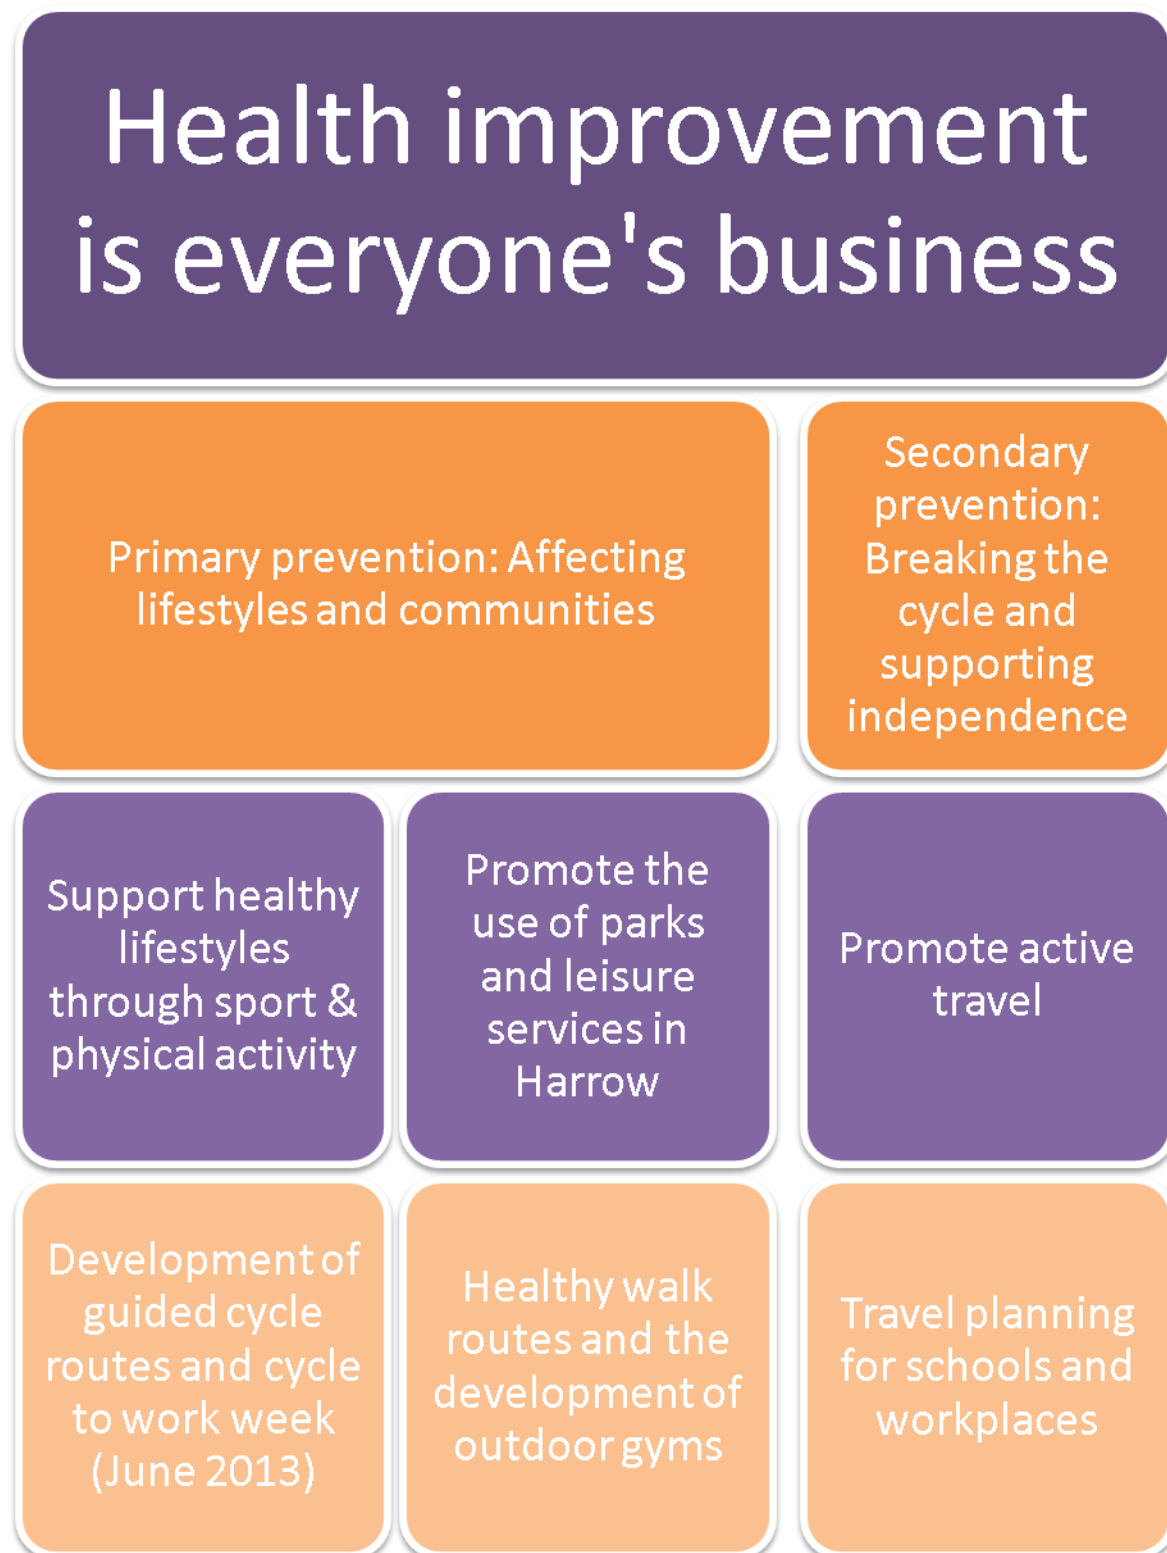 Health improvement
is everyone's business
Primary prevention: Affecting
lifestyles and communities
Secondary
prevention:
Breaking the
cycle and
supporting
independence
Support healthy
lifestyles
through sport &
physical activity
Promote the
use of parks
and leisure
services in
Harrow
Promote active
travel
Development of
guided cycle
routes and cycle
to work week
(June 2013)
Healthy walk
routes and the
development of
outdoor gyms
Travel planning
for schools and
workplaces